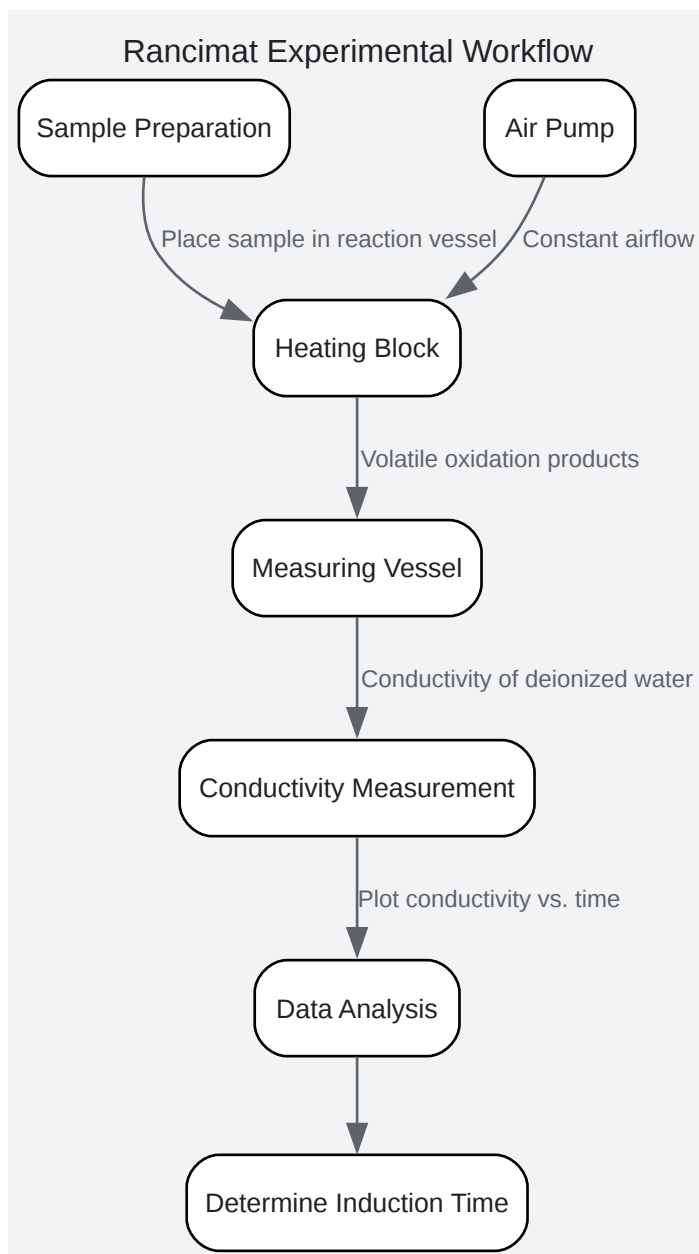 Rancimat Experimental Workflow
Sample Preparation
Air Pump
Place sample in reaction vessel
Constant airflow
Heating Block
Volatile oxidation products
Measuring Vessel
Conductivity of deionized water
Conductivity Measurement
Plot conductivity vs. time
Data Analysis
Determine Induction Time